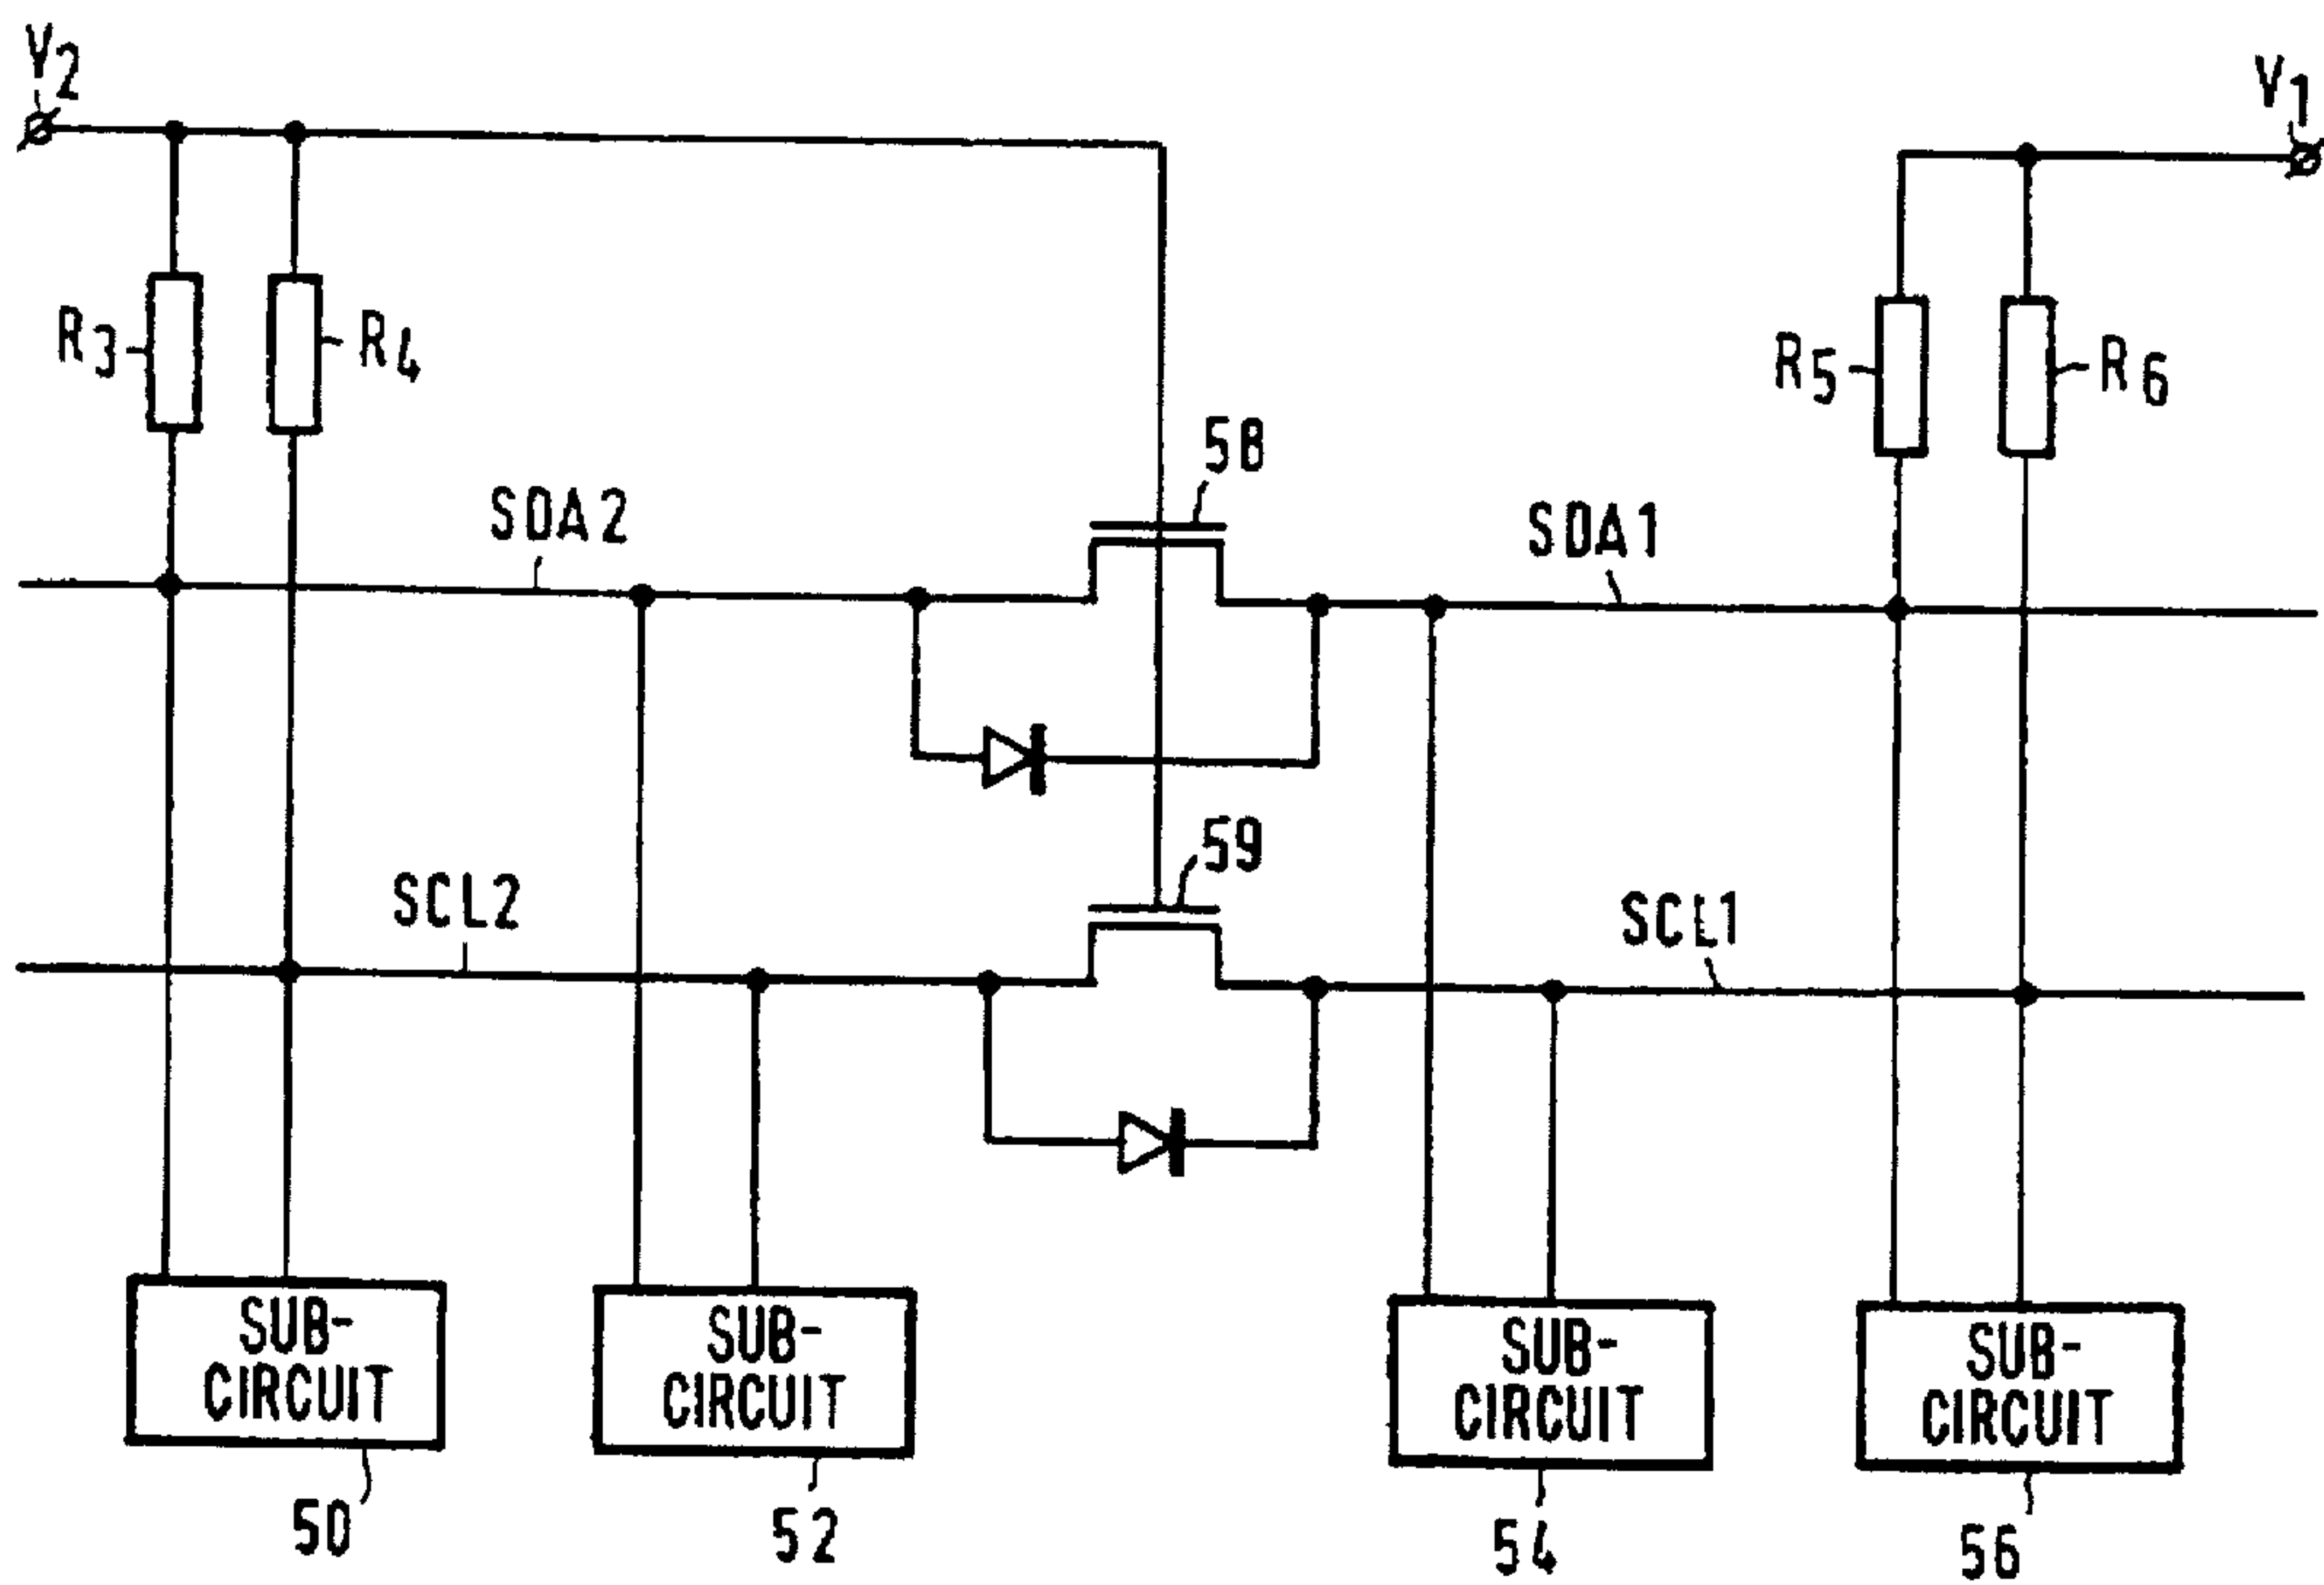 V2
V1
R3
R4
R5
R6
58
SDA2
SDA1
59
SCL2
SCL1
SUB-
CIRCUIT
SUB-
CIRCUIT
SUB-
CIRCUIT
SUB-
CIRCUIT
50
52
54
56